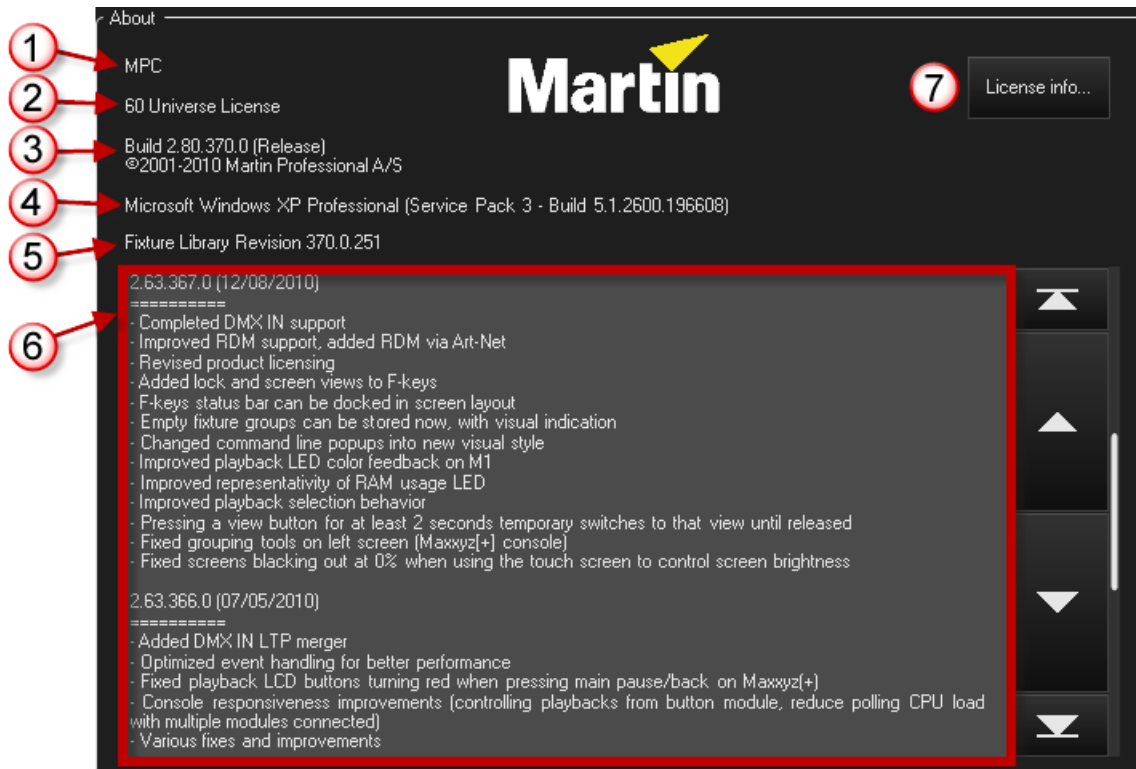 About
1
MPC
Martin
7
License info...
2
60 Universe License
3
Build 2.80.370.0 (Release)
©2001-2010 Martin Professional A/S
4
Microsoft Windows XP Professional (Service Pack 3 - Build 5.1.2600.196608)
5
Fixture Library Revision 370.0.251
6
2.63.367.0 (12/08/2010)
==========
- Completed DMX IN support
- Improved RDM support, added RDM via Art-Net
- Revised product licensing
- Added lock and screen views to F-keys
- F-keys status bar can be docked in screen layout
- Empty fixture groups can be stored now, with visual indication
- Changed command line popups into new visual style
- Improved playback LED color feedback on M1
- Improved representativity of RAM usage LED
- Improved playback selection behavior
- Pressing a view button for at least 2 seconds temporary switches to that view until released
- Fixed grouping tools on left screen (Maxxyz[+] console)
- Fixed screens blacking out at 0% when using the touch screen to control screen brightness
2.63.366.0 (07/05/2010)
==========
- Added DMX IN LTP merger
- Optimized event handling for better performance
- Fixed playback LCD buttons turning red when pressing main pause/back on Maxxyz(+)
- Console responsiveness improvements (controlling playbacks from button module, reduce polling CPU load
with multiple modules connected)
- Various fixes and improvements